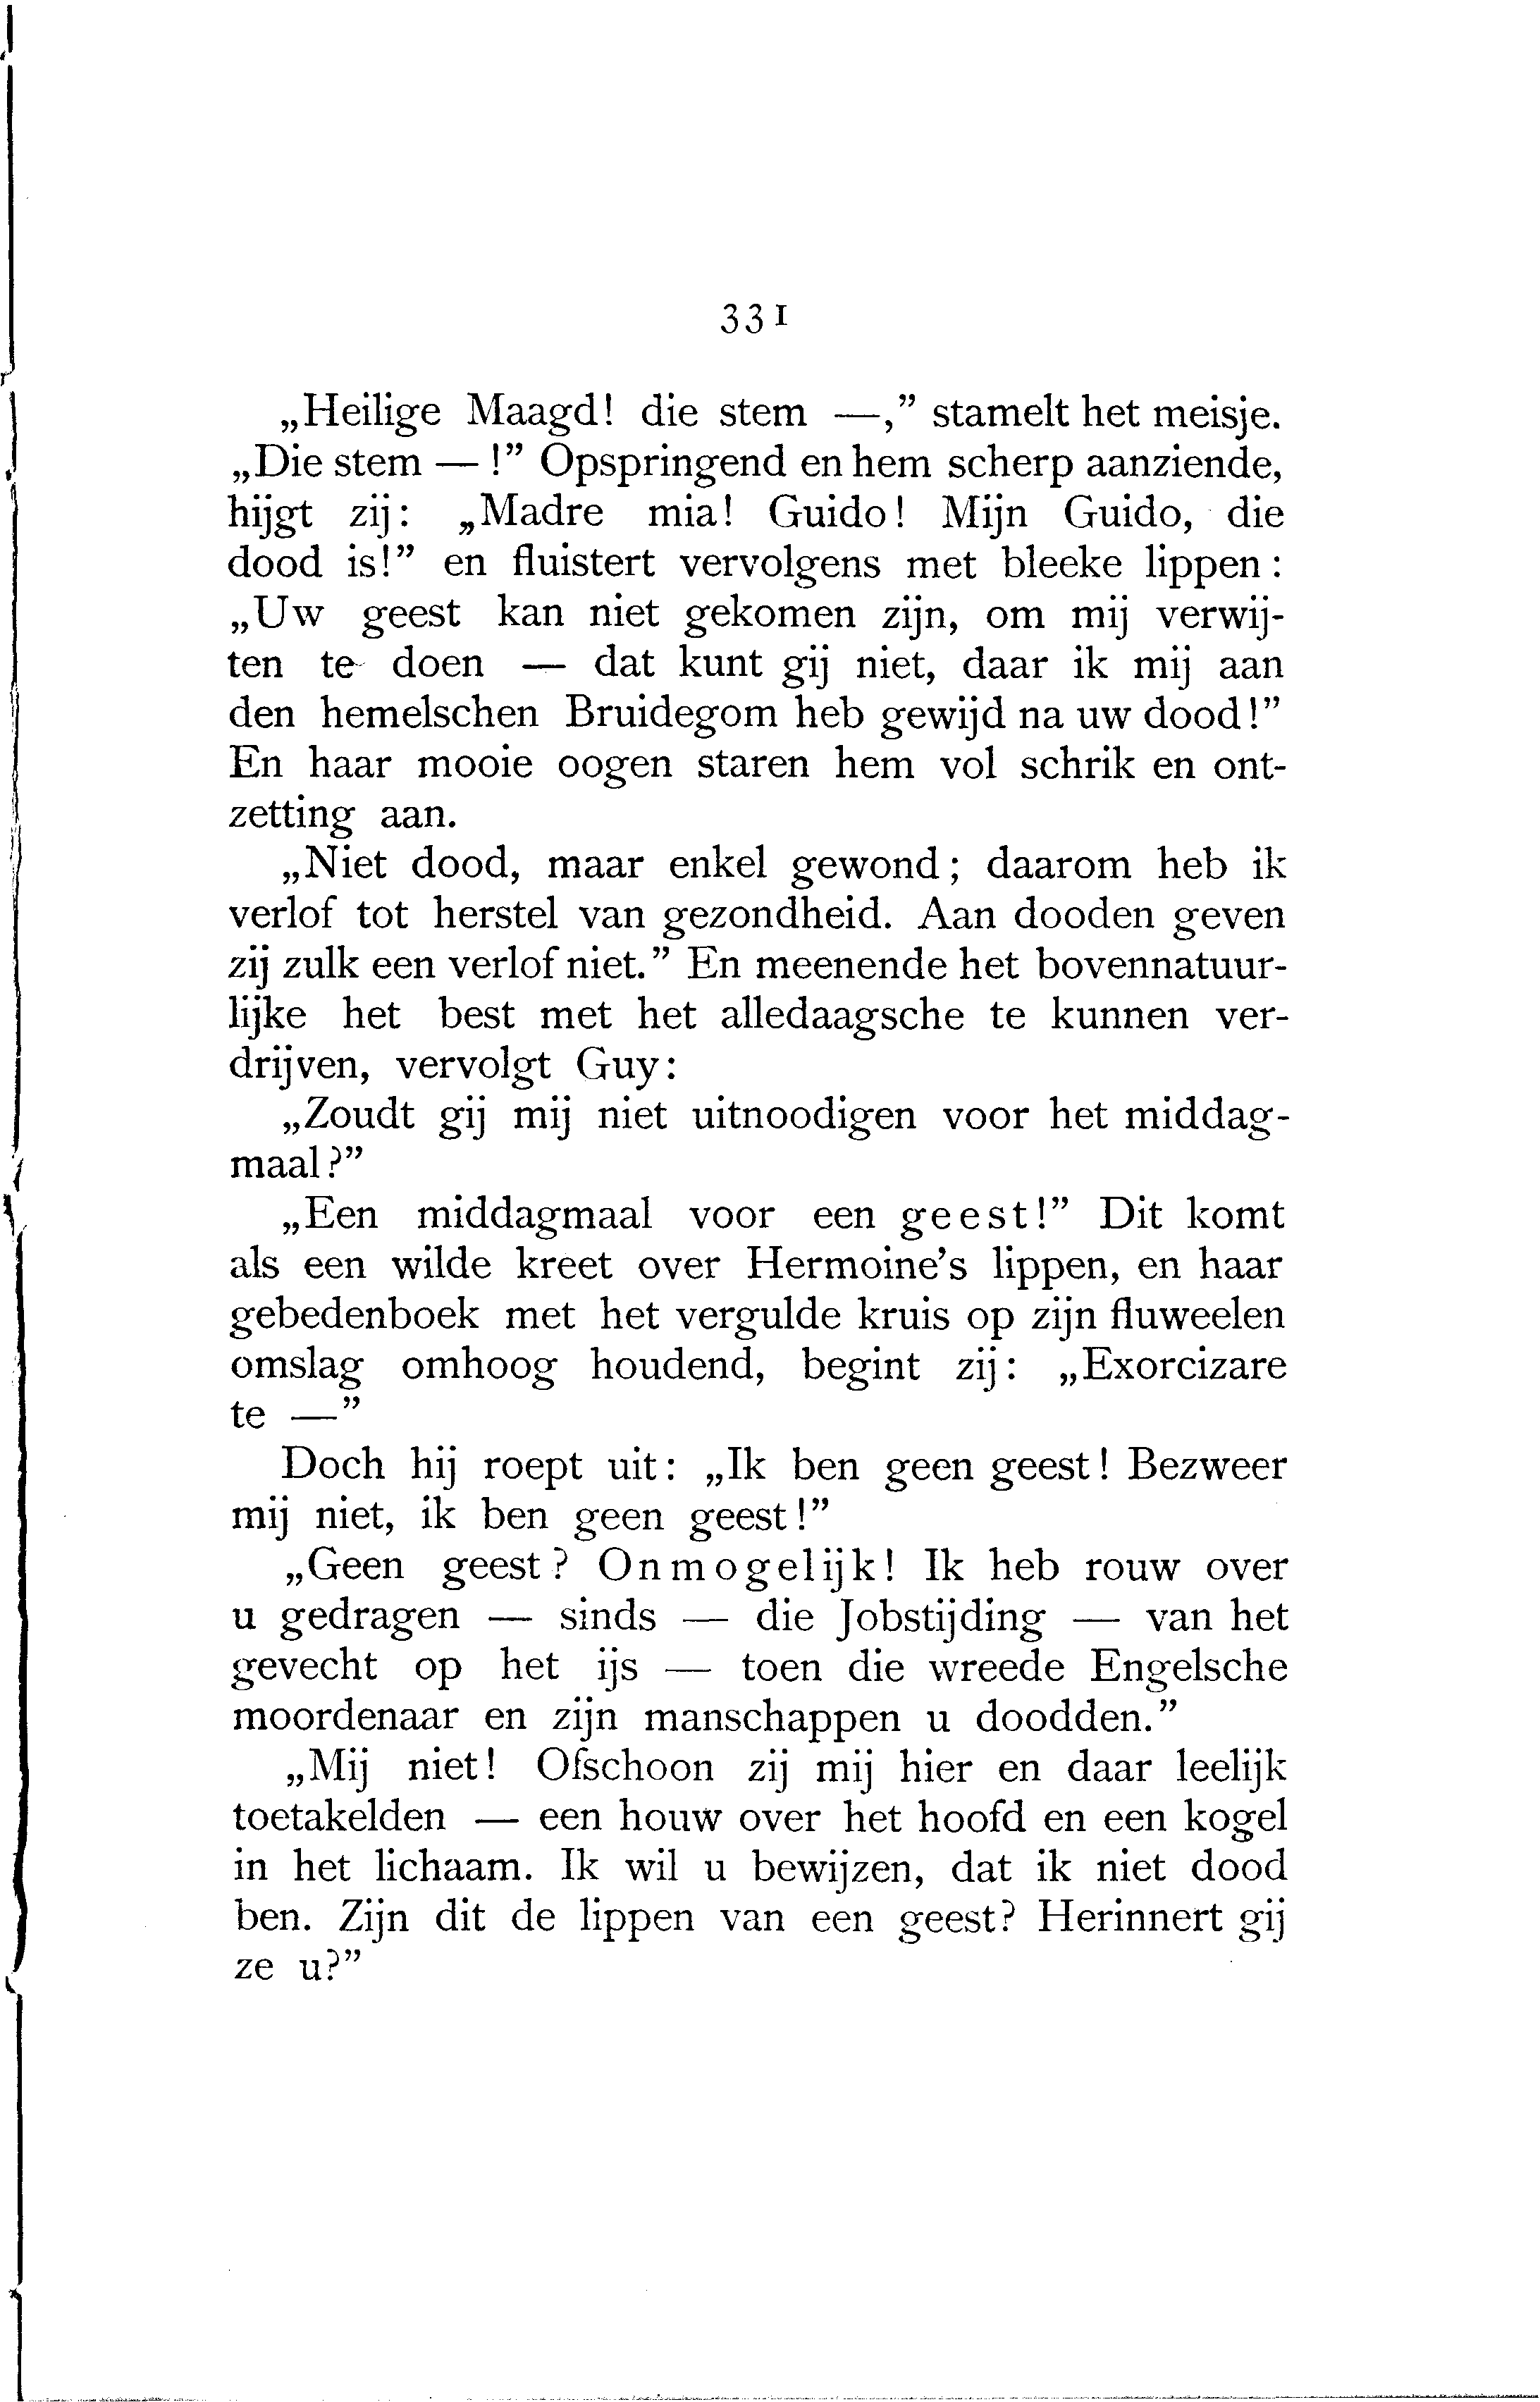 331
„Heilige Maagd! die stem —,” stamelt het meisje.
„Die stem — !” Opspringend en hem scherp aanziende,
hijgt zij: „Madre mia! Guido! Mijn Guido, die
dood is!” en fluistert vervolgens met bleeke lippen:
„Uw geest kan niet gekomen zijn, om mij verwij-
ten te doen — dat kunt gij niet, daar ik mij aan
den hemelschen Bruidegom heb gewijd na uw dood!”
En haar mooie oogen staren hem vol schrik en ont-
zetting aan.
„Niet dood, maar enkel gewond; daarom heb ik
verlof tot herstel van gezondheid. Aan dooden geven
zij zulk een verlof niet.” En meenende het bovennatuur-
lijke het best met het alledaagsche te kunnen ver-
drijven, vervolgt Guy:
„Zoudt gij mij niet uitnoodigen voor het middag-
maal?”
„Een middagmaal voor een geest!” Dit komt
als een wilde kreet over Hermoine’s lippen, en haar
gebedenboek met het vergulde kruis op zijn fluweelen
omslag omhoog houdend, begint zij: „Exorcizare
te —”
Doch hij roept uit: „Ik ben geen geest! Bezweer
mij niet, ik ben geen geest!”
„Geen geest? Onmogelijk! Ik heb rouw over
u gedragen — sinds — die Jobstijding — van het
gevecht op het ijs — toen die wreede Engelsche
moordenaar en zijn manschappen u doodden.”
„Mij niet! Ofschoon zij mij hier en daar leelijk
toetakelden — een houw over het hoofd en een kogel
in het lichaam. Ik wil u bewijzen, dat ik niet dood
ben. Zijn dit de lippen van een geest? Herinnert gij
ze u?”